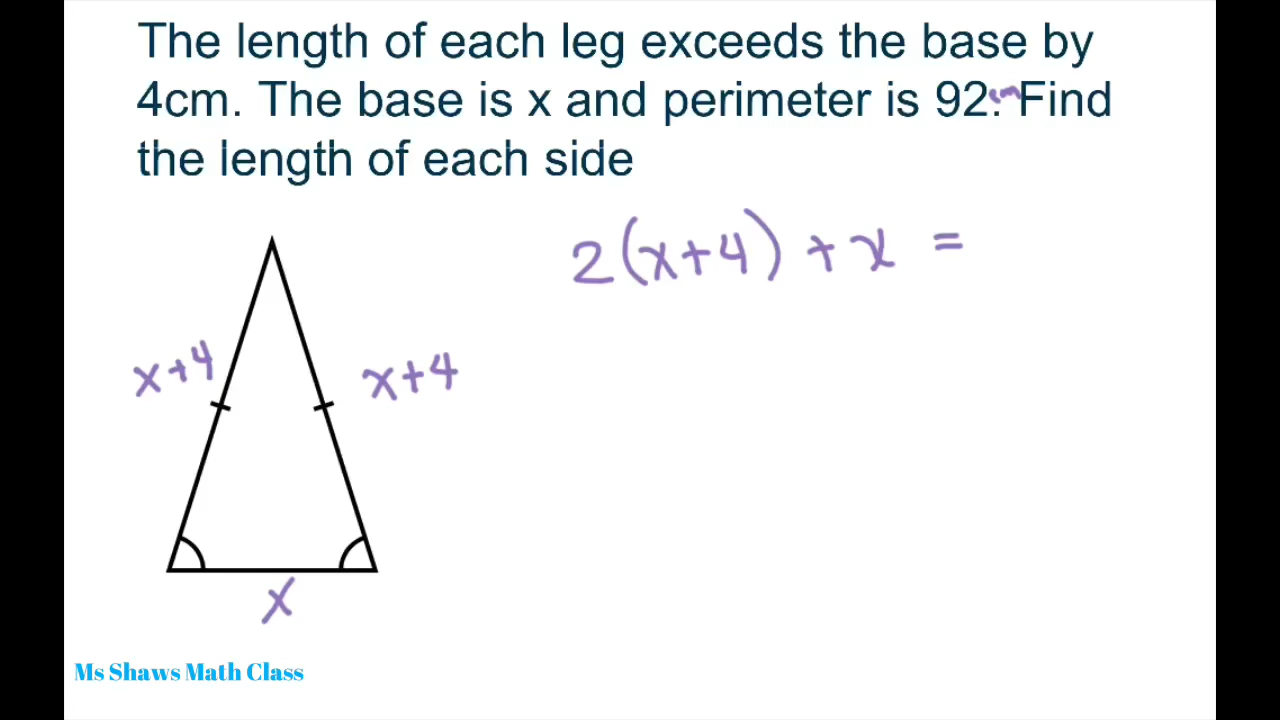 The length of each leg exceeds the base by
4cm. The base is x and perimeter is 92cm. Find
the length of each side
2(x+4) + x =
x+4
x+4
x
Ms Shaws Math Class